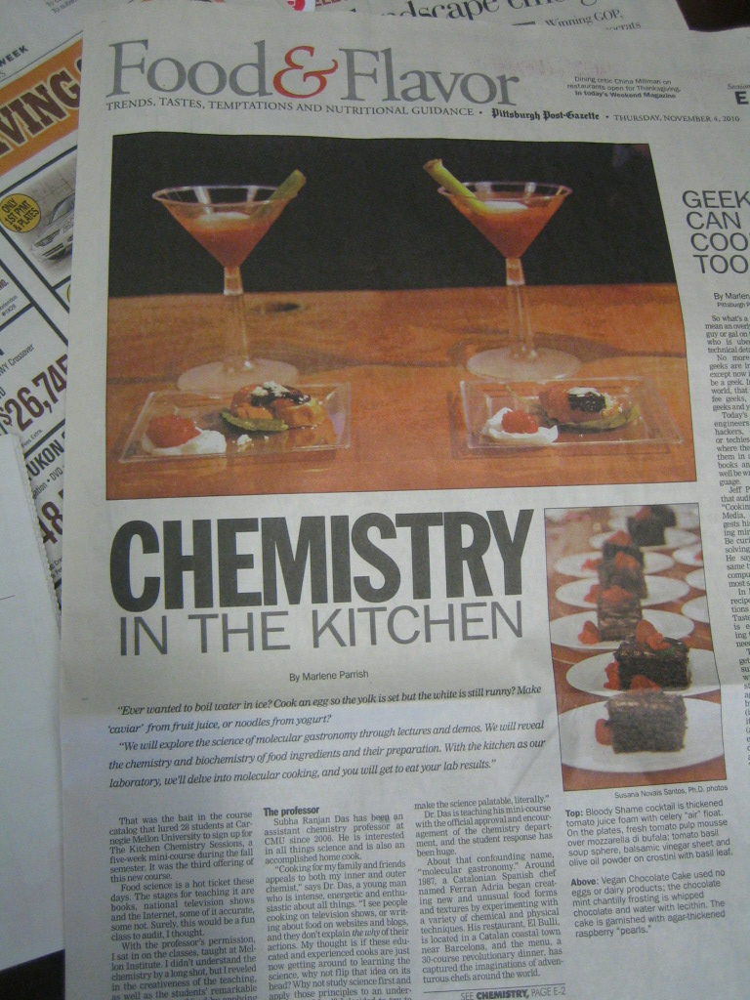 WEEK
Winning GOP,
Food&Flavor
TRENDS, TASTES, TEMPTATIONS AND NUTRITIONAL GUIDANCE • Pittsburgh Post-Gazette • THURSDAY, NOVEMBER 4, 2010
Dining critic China Millman on
restaurants open for Thanksgiving.
In today's Weekend Magazine
E
ONLY
1ST PYMT
& PLATES
$26,745
GEEK
CAN
COO
TOO
By Marlen
Pittsburgh P
CHEMISTRY
IN THE KITCHEN
By Marlene Parrish
"Ever wanted to boil water in ice? Cook an egg so the yolk is set but the white is still runny? Make
'caviar' from fruit juice, or noodles from yogurt?
"We will explore the science of molecular gastronomy through lectures and demos. We will reveal
the chemistry and biochemistry of food ingredients and their preparation. With the kitchen as our
laboratory, we'll delve into molecular cooking, and you will get to eat your lab results."
That was the bait in the course
catalog that lured 28 students at Car-
negie Mellon University to sign up for
The Kitchen Chemistry Sessions, a
five-week mini-course during the fall
semester. It was the third offering of
this new course.
Food science is a hot ticket these
days. The stages for teaching it are
books, national television shows
and the Internet, some of it accurate,
some not. Surely, this would be a fun
class to audit, I thought.
With the professor's permission,
I sat in on the classes, taught at Mel-
lon Institute. I didn't understand the
chemistry by a long shot, but I reveled
in the creativeness of the teaching,
as well as the students' remarkable
The professor
Subha Ranjan Das has been an
assistant chemistry professor at
CMU since 2006. He is interested
in all things science and is also an
accomplished home cook.
"Cooking for my family and friends
appeals to both my inner and outer
chemist," says Dr. Das, a young man
who is intense, energetic and enthu-
siastic about all things. "I see people
cooking on television shows, or writ-
ing about food on websites and blogs,
and they don't explain the why of their
actions. My thought is if these edu-
cated and experienced cooks are just
now getting around to learning the
science, why not flip that idea on its
head? Why not study science first and
apply those principles to an under-
make the science palatable, literally."
Dr. Das is teaching his mini-course
with the official approval and encour-
agement of the chemistry depart-
ment, and the student response has
been huge.
About that confounding name,
"molecular gastronomy." Around
1987, a Catalonian Spanish chef
named Ferran Adria began creat-
ing new and unusual food forms
and textures by experimenting with
a variety of chemical and physical
techniques. His restaurant, El Bulli,
is located in a Catalan coastal town
near Barcelona, and the menu, a
30-course revolutionary dinner, has
captured the imaginations of adven-
turous chefs around the world.
SEE CHEMISTRY, PAGE E-2
Susana Novais Santos, Ph.D. photos
Top: Bloody Shame cocktail is thickened
tomato juice foam with celery "air" float.
On the plates, fresh tomato pulp mousse
over mozzarella di bufala; tomato basil
soup sphere, balsamic vinegar sheet and
olive oil powder on crostini with basil leaf.
Above: Vegan Chocolate Cake used no
eggs or dairy products; the chocolate
mint chantilly frosting is whipped
chocolate and water with lecithin. The
cake is garnished with agar-thickened
raspberry "pearls."